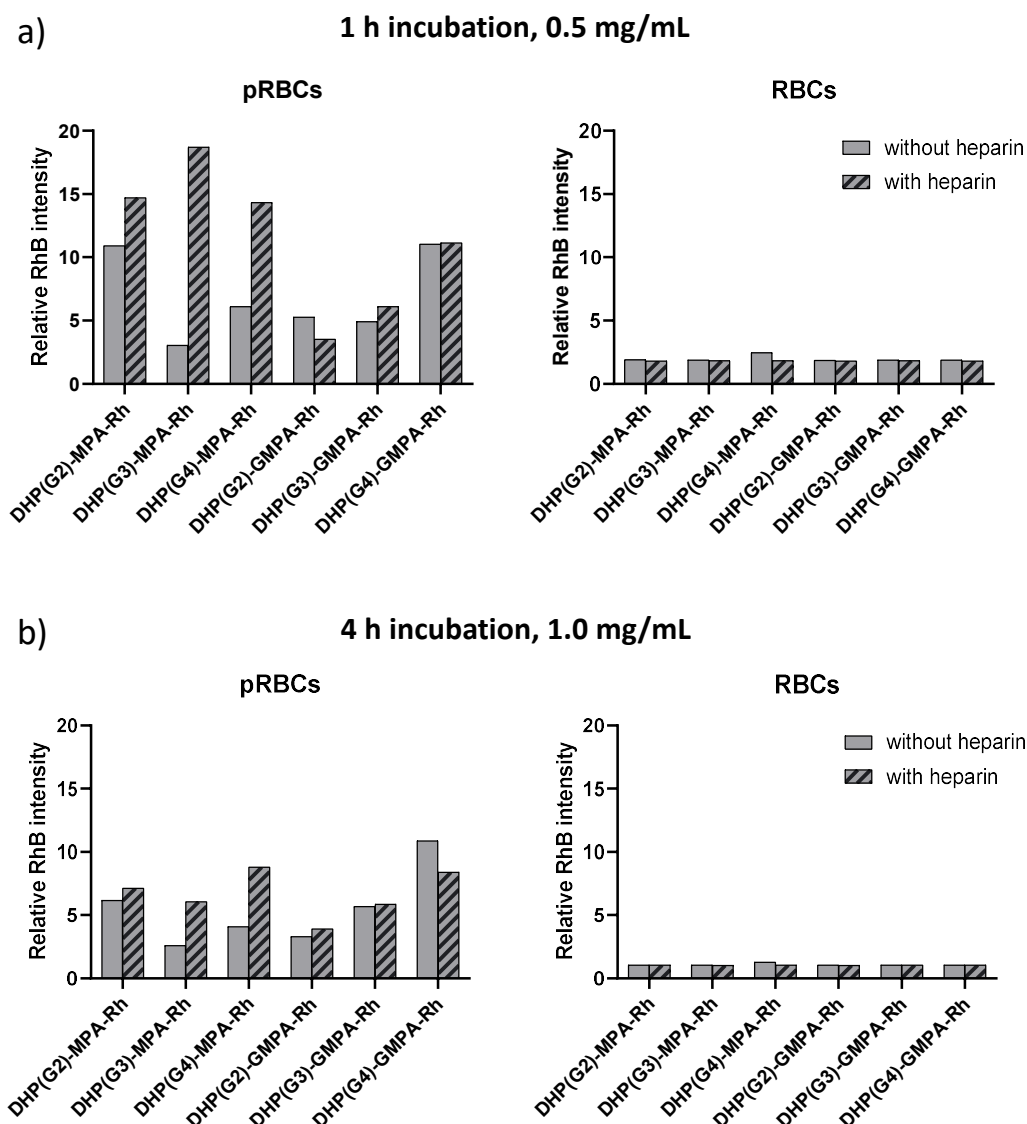 a)
1 h incubation, 0.5 mg/mL
pRBCs
Relative RhB intensity
20
15
10
5
0
DHP(G2)-MPA-Rh
DHP(G3)-MPA-Rh
DHP(G4)-MPA-Rh
DHP(G2)-GMPA-Rh
DHP(G3)-GMPA-Rh
DHP(G4)-GMPA-Rh
RBCs
Relative RhB intensity
20
15
10
5
0
without heparin
with heparin
DHP(G2)-MPA-Rh
DHP(G3)-MPA-Rh
DHP(G4)-MPA-Rh
DHP(G2)-GMPA-Rh
DHP(G3)-GMPA-Rh
DHP(G4)-GMPA-Rh
b)
4 h incubation, 1.0 mg/mL
pRBCs
Relative RhB intensity
20
15
10
5
0
DHP(G2)-MPA-Rh
DHP(G3)-MPA-Rh
DHP(G4)-MPA-Rh
DHP(G2)-GMPA-Rh
DHP(G3)-GMPA-Rh
DHP(G4)-GMPA-Rh
RBCs
Relative RhB intensity
20
15
10
5
0
without heparin
with heparin
DHP(G2)-MPA-Rh
DHP(G3)-MPA-Rh
DHP(G4)-MPA-Rh
DHP(G2)-GMPA-Rh
DHP(G3)-GMPA-Rh
DHP(G4)-GMPA-Rh